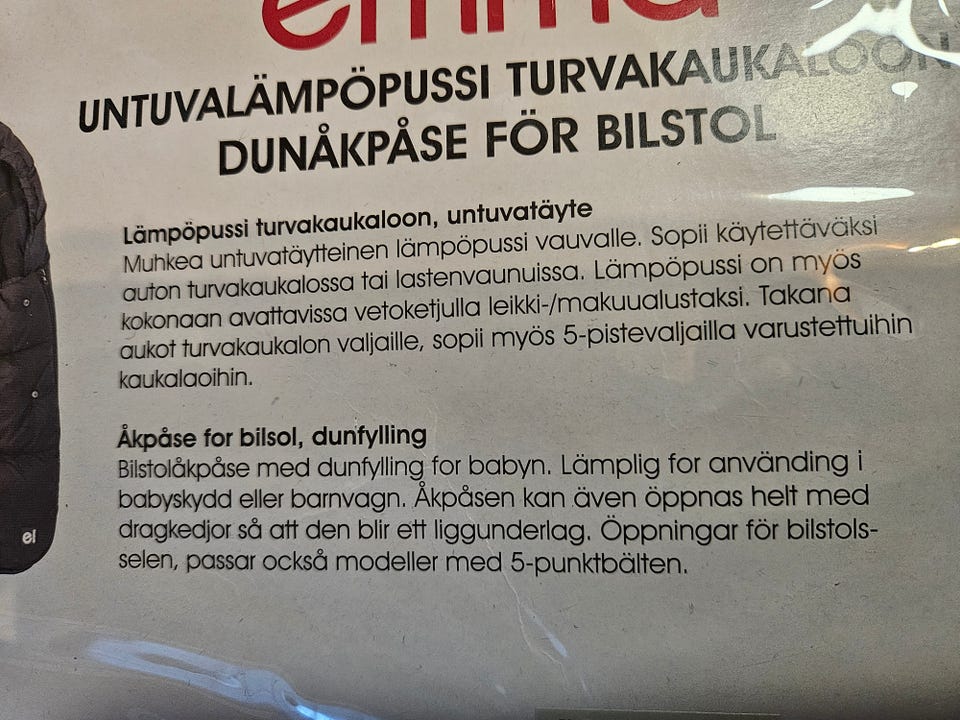 emma
UNTUVALÄMPÖPUSSI TURVAKAUKALOON
DUNÅKPÅSE FÖR BILSTOL
Lämpöpussi turvakaukaloon, untuvatäyte
Muhkea untuvatäytteinen lämpöpussi vauvalle. Sopii käytettäväksi
auton turvakaukalossa tai lastenvaunuissa. Lämpöpussi on myös
kokonaan avattavissa vetoketjulla leikki-/makuualustaksi. Takana
aukot turvakaukalon valjaille, sopii myös 5-pistevaljailla varustettuihin
kaukalaoihin.
Åkpåse for bilsol, dunfylling
Bilstolåkpåse med dunfylling for babyn. Lämplig for använding i
babyskydd eller barnvagn. Åkpåsen kan även öppnas helt med
dragkedjor så att den blir ett liggunderlag. Öppningar för bilstols-
selen, passar också modeller med 5-punktbälten.
el